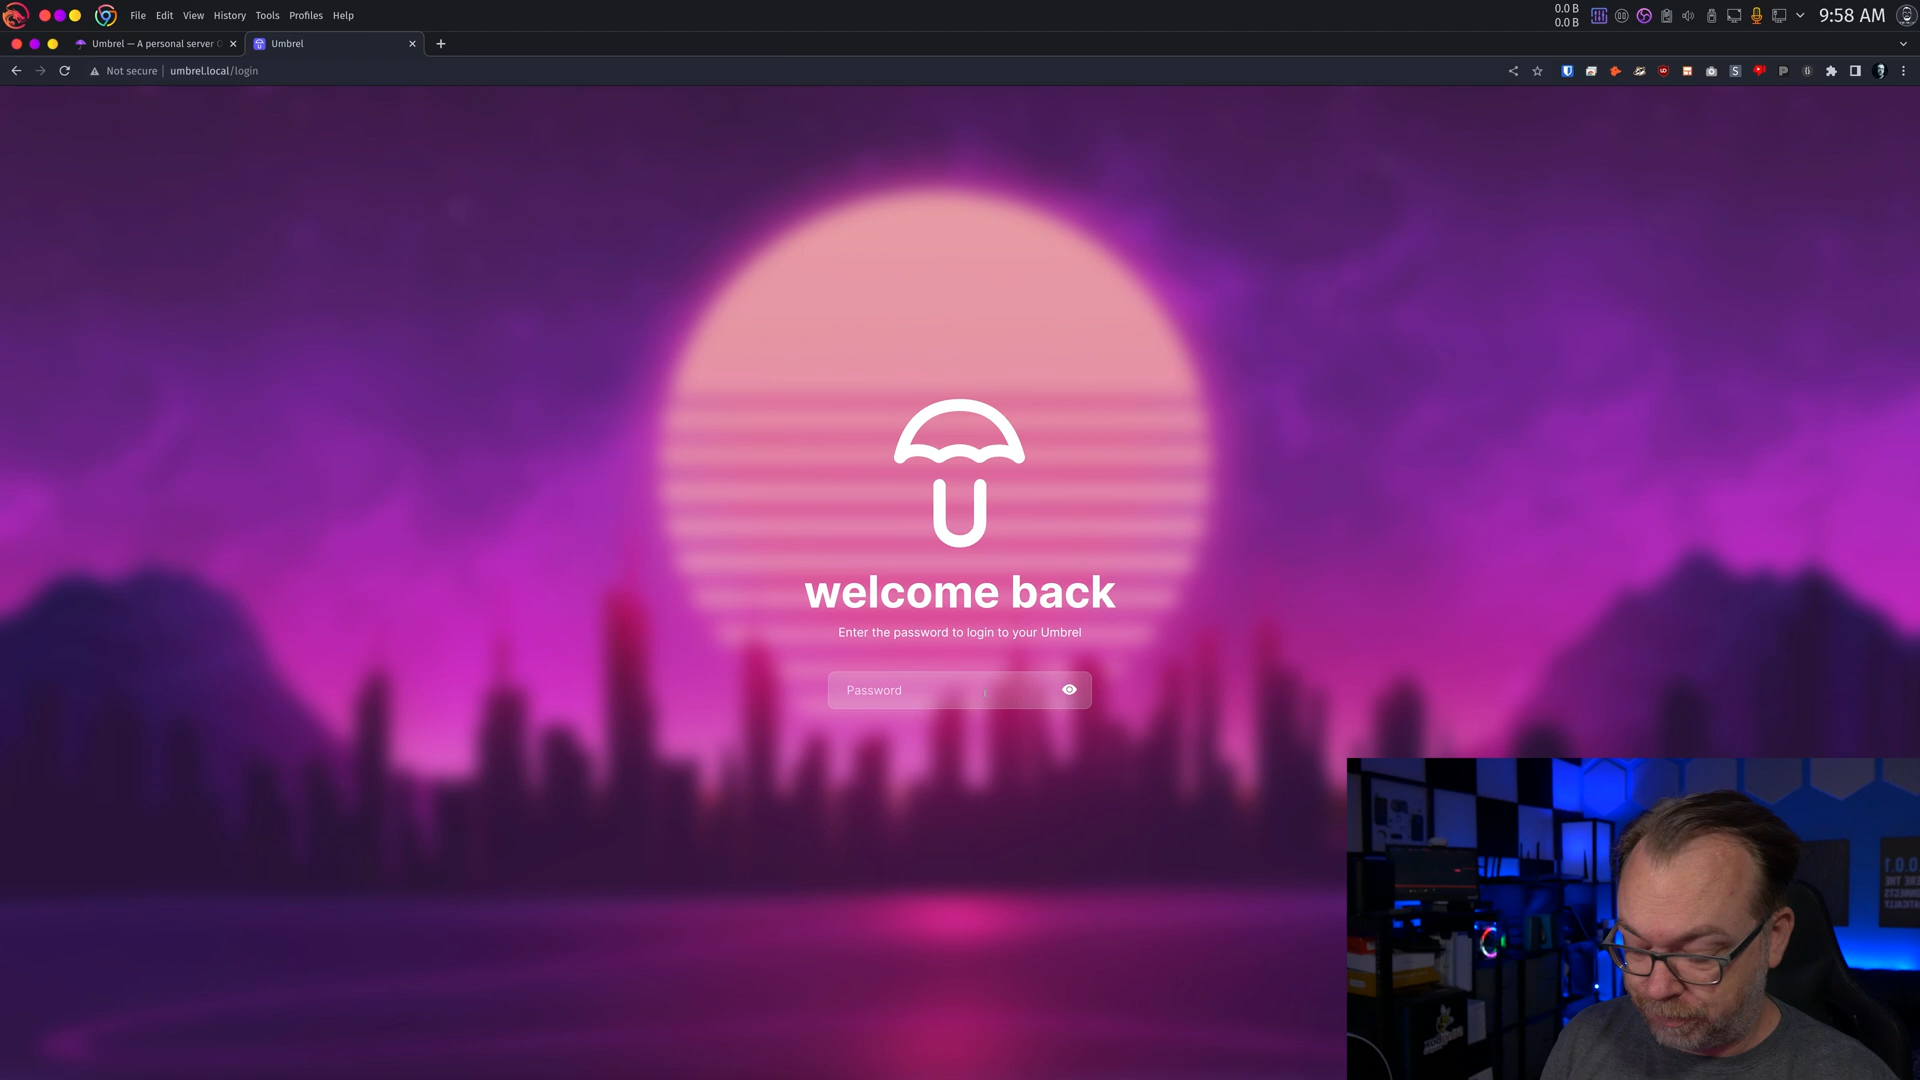 File Edit View History Tools Profiles Help
0.0 B
0.0 B
9:58 AM
Umbrel — A personal server
Umbrel
Not secure umbrel.local/login
welcome back
Enter the password to login to your Umbrel
Password